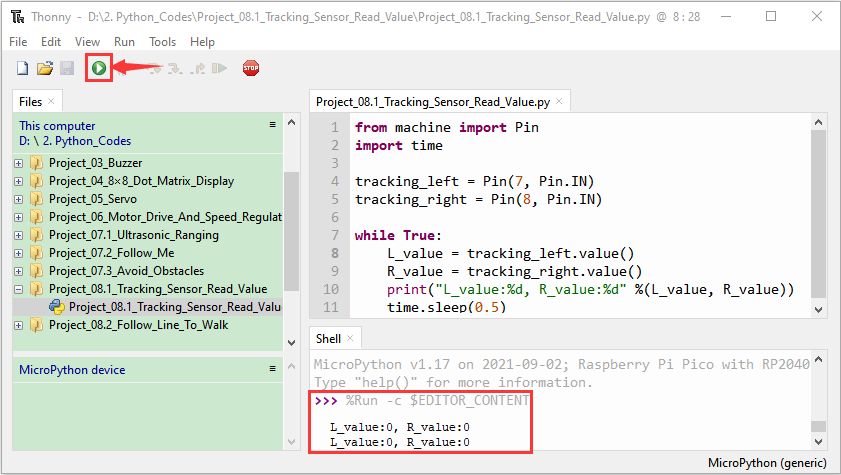 Thonny - D:\2. Python_Codes\Project_08.1_Tracking_Sensor_Read_Value\Project_08.1_Tracking_Sensor_Read_Value.py @ 8 : 28
File Edit View Run Tools Help
STOP
Files
This computer
D: \ 2. Python_Codes
Project_03_Buzzer
Project_04_8×8_Dot_Matrix_Display
Project_05_Servo
Project_06_Motor_Drive_And_Speed_Regulat
Project_07.1_Ultrasonic_Ranging
Project_07.2_Follow_Me
Project_07.3_Avoid_Obstacles
Project_08.1_Tracking_Sensor_Read_Value
Project_08.1_Tracking_Sensor_Read_Valu
Project_08.2_Follow_Line_To_Walk
MicroPython device
Project_08.1_Tracking_Sensor_Read_Value.py
1 from machine import Pin
2 import time
3
4 tracking_left = Pin(7, Pin.IN)
5 tracking_right = Pin(8, Pin.IN)
6
7 while True:
8 L_value = tracking_left.value()
9 R_value = tracking_right.value()
10 print("L_value:%d, R_value:%d" %(L_value, R_value))
11 time.sleep(0.5)
Shell
MicroPython v1.17 on 2021-09-02; Raspberry Pi Pico with RP2040
Type "help()" for more information.
>>> %Run -c $EDITOR_CONTENT
L_value:0, R_value:0
L_value:0, R_value:0
MicroPython (generic)